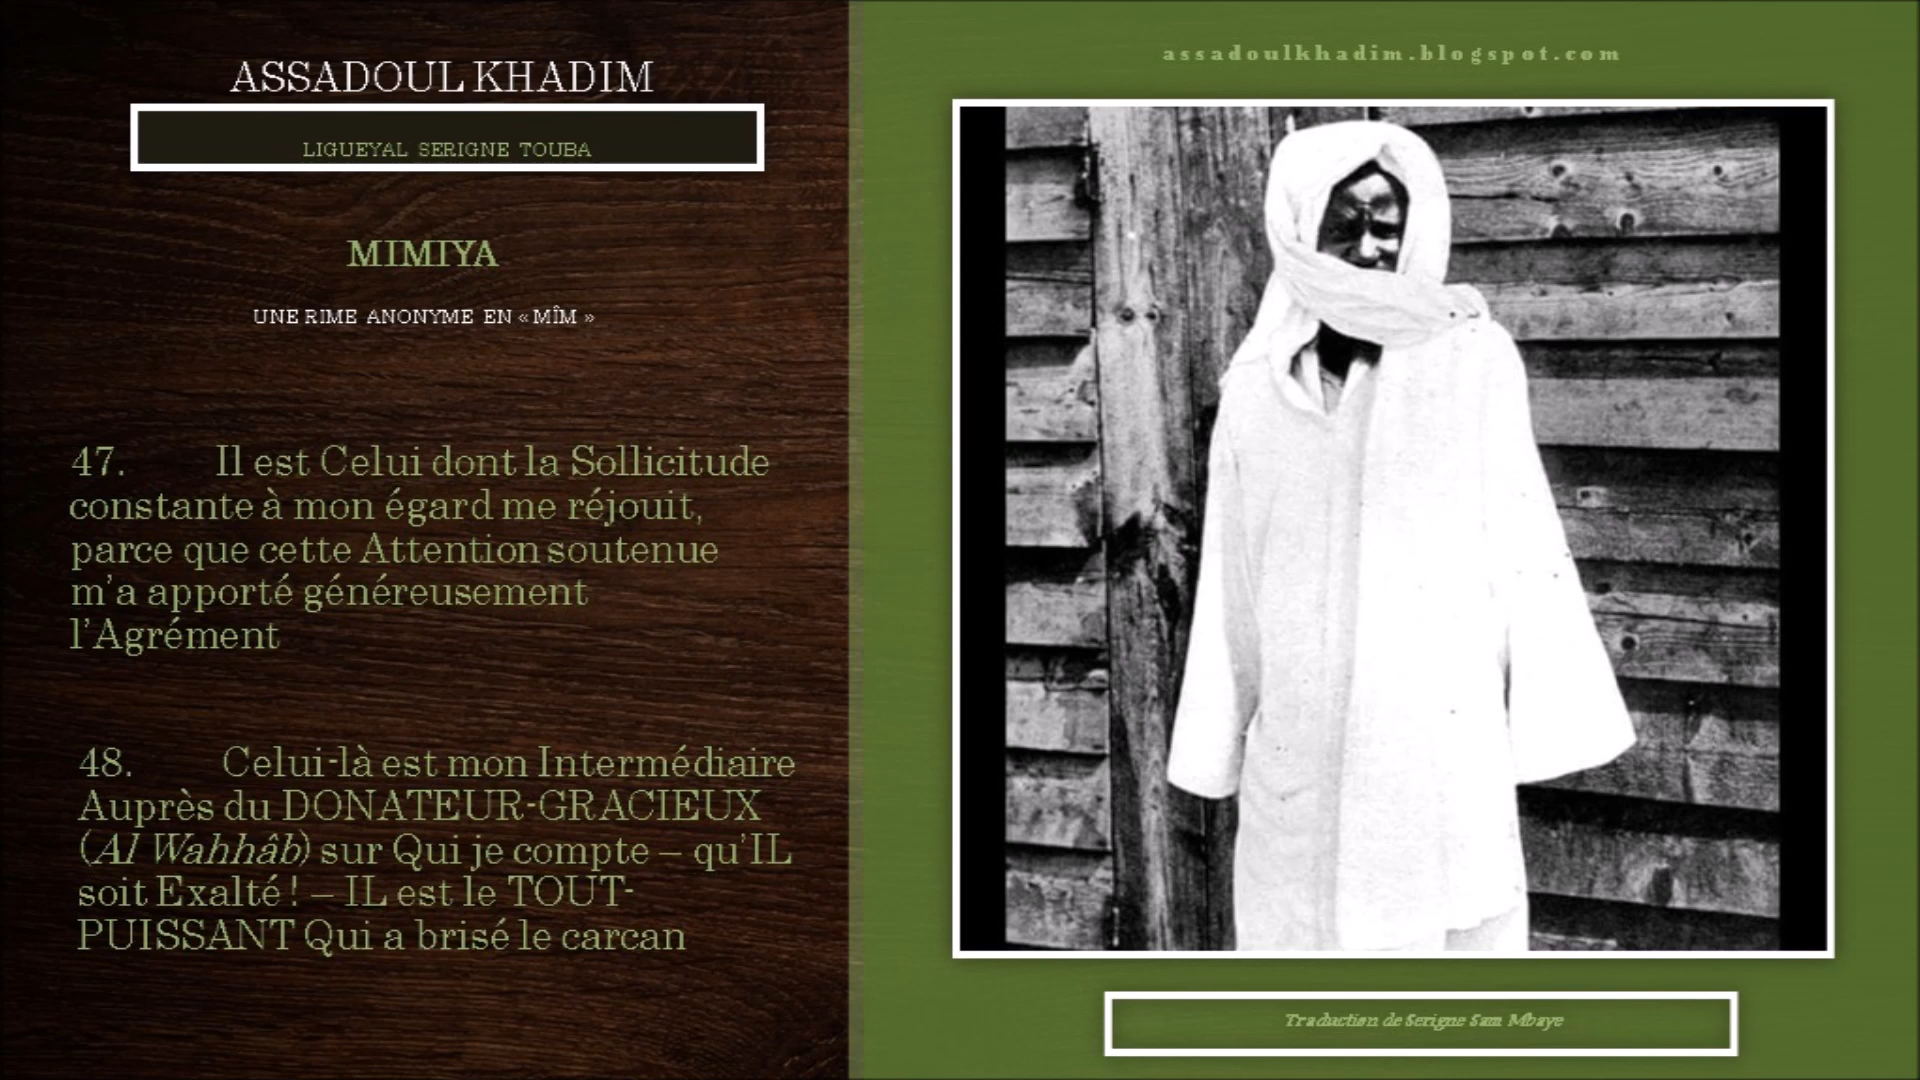 ASSADOUL KHADIM
LIGUEYAL SERIGNE TOUBA
MIMIYA
UNE RIME ANONYME EN « MÎM »
47. Il est Celui dont la Sollicitude
constante à mon égard me réjouit,
parce que cette Attention soutenue
m’a apporté généreusement
l’Agrément
48. Celui-là est mon Intermédiaire
Auprès du DONATEUR-GRACIEUX
(Al Wahhâb) sur Qui je compte – qu’IL
soit Exalté ! – IL est le TOUT-
PUISSANT Qui a brisé le carcan
assadoulkhadim.blogspot.com
Traduction de Serigne Sam Mbaye